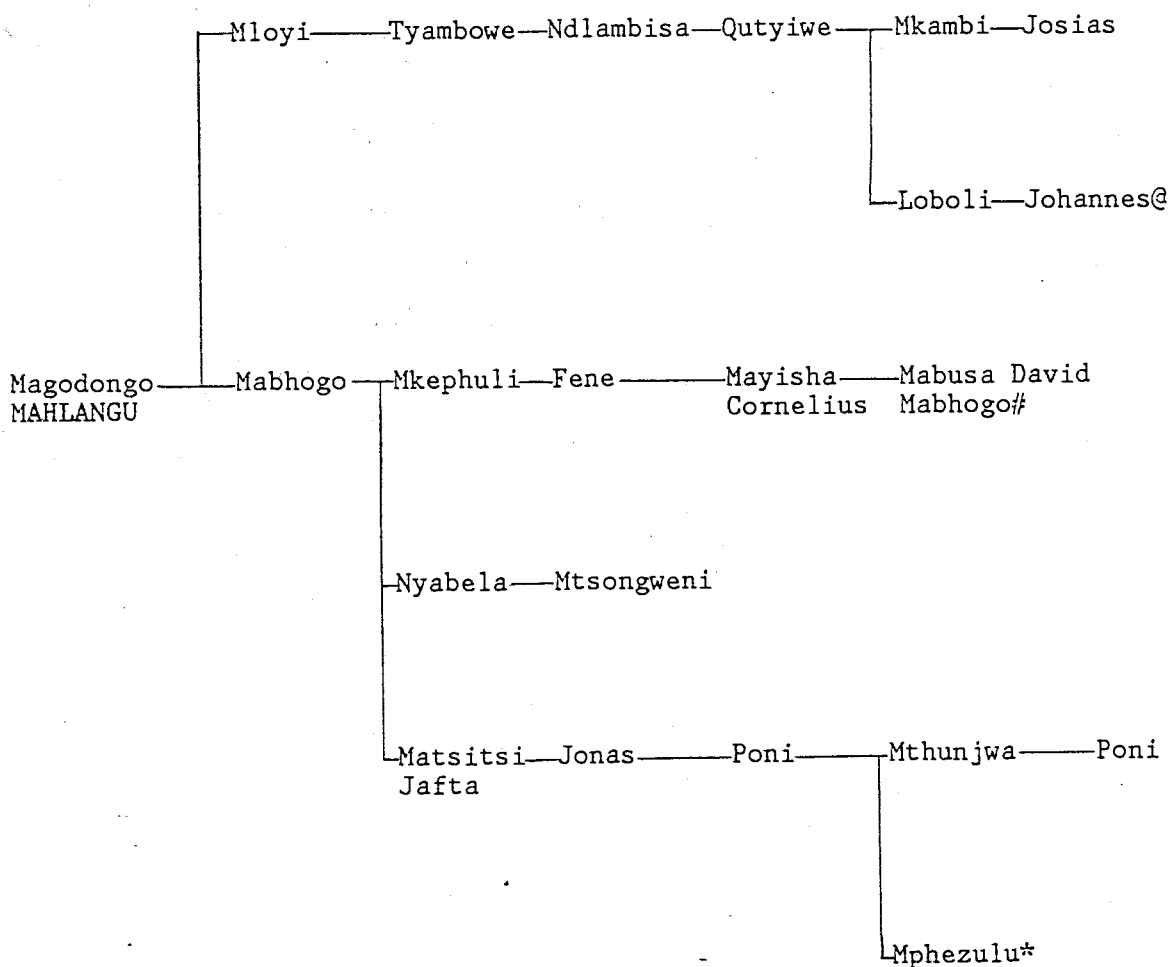 Mloyi Tyambowe Ndlambisa Qutyiwe Mkambi Josias
Loboli Johannes@
Magodongo Mabhogo Mkephuli Fene Mayisha Mabusa David
MAHLANGU Cornelius Mabhogo#
Nyabela Mtsongweni
Matsitsi Jonas Poni Mthunjwa Poni
Jafta
Mphezulu*